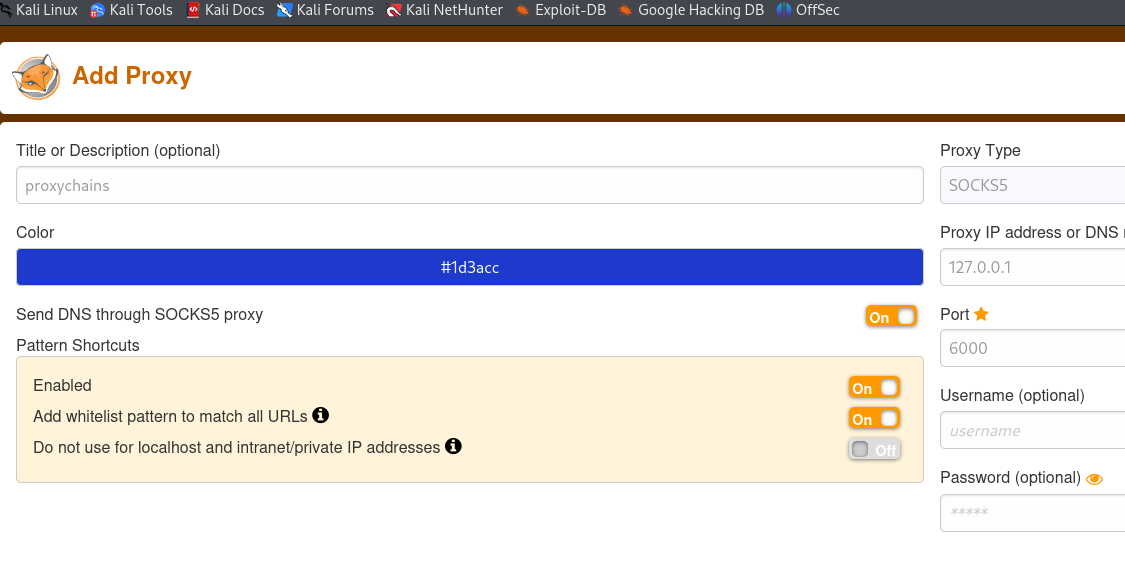 Kali Linux Kali Tools Kali Docs Kali Forums Kali NetHunter Exploit-DB Google Hacking DB OffSec
Add Proxy
Title or Description (optional)
proxychains
Color
#1d3acc
Send DNS through SOCKS5 proxy On
Pattern Shortcuts
Enabled On
Add whitelist pattern to match all URLs On
Do not use for localhost and intranet/private IP addresses Off
Proxy Type
SOCKS5
Proxy IP address or DNS
127.0.0.1
Port
6000
Username (optional)
username
Password (optional)
*****